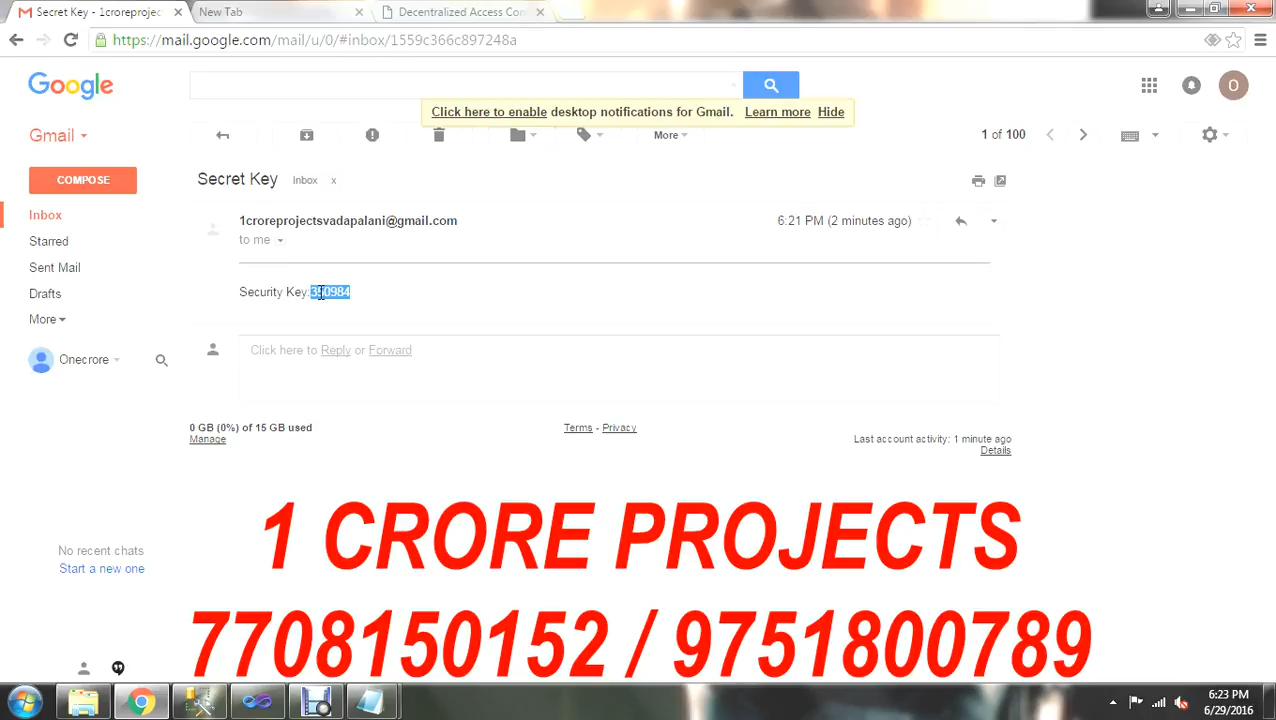 Secret Key - 1croreprojec
New Tab
Decentralized Access Con
https://mail.google.com/mail/u/0/#inbox/1559c366c897248a
Google
Click here to enable desktop notifications for Gmail. Learn more Hide
O
Gmail
More
1 of 100
COMPOSE
Secret Key Inbox x
Inbox
Starred
Sent Mail
Drafts
More
1croreprojectsvadapalani@gmail.com
6:21 PM (2 minutes ago)
to me
Security Key:350984
Click here to Reply or Forward
Onecrore
0 GB (0%) of 15 GB used
Manage
Terms - Privacy
Last account activity: 1 minute ago
Details
No recent chats
Start a new one
1 CRORE PROJECTS
7708150152 / 9751800789
6:23 PM
6/29/2016